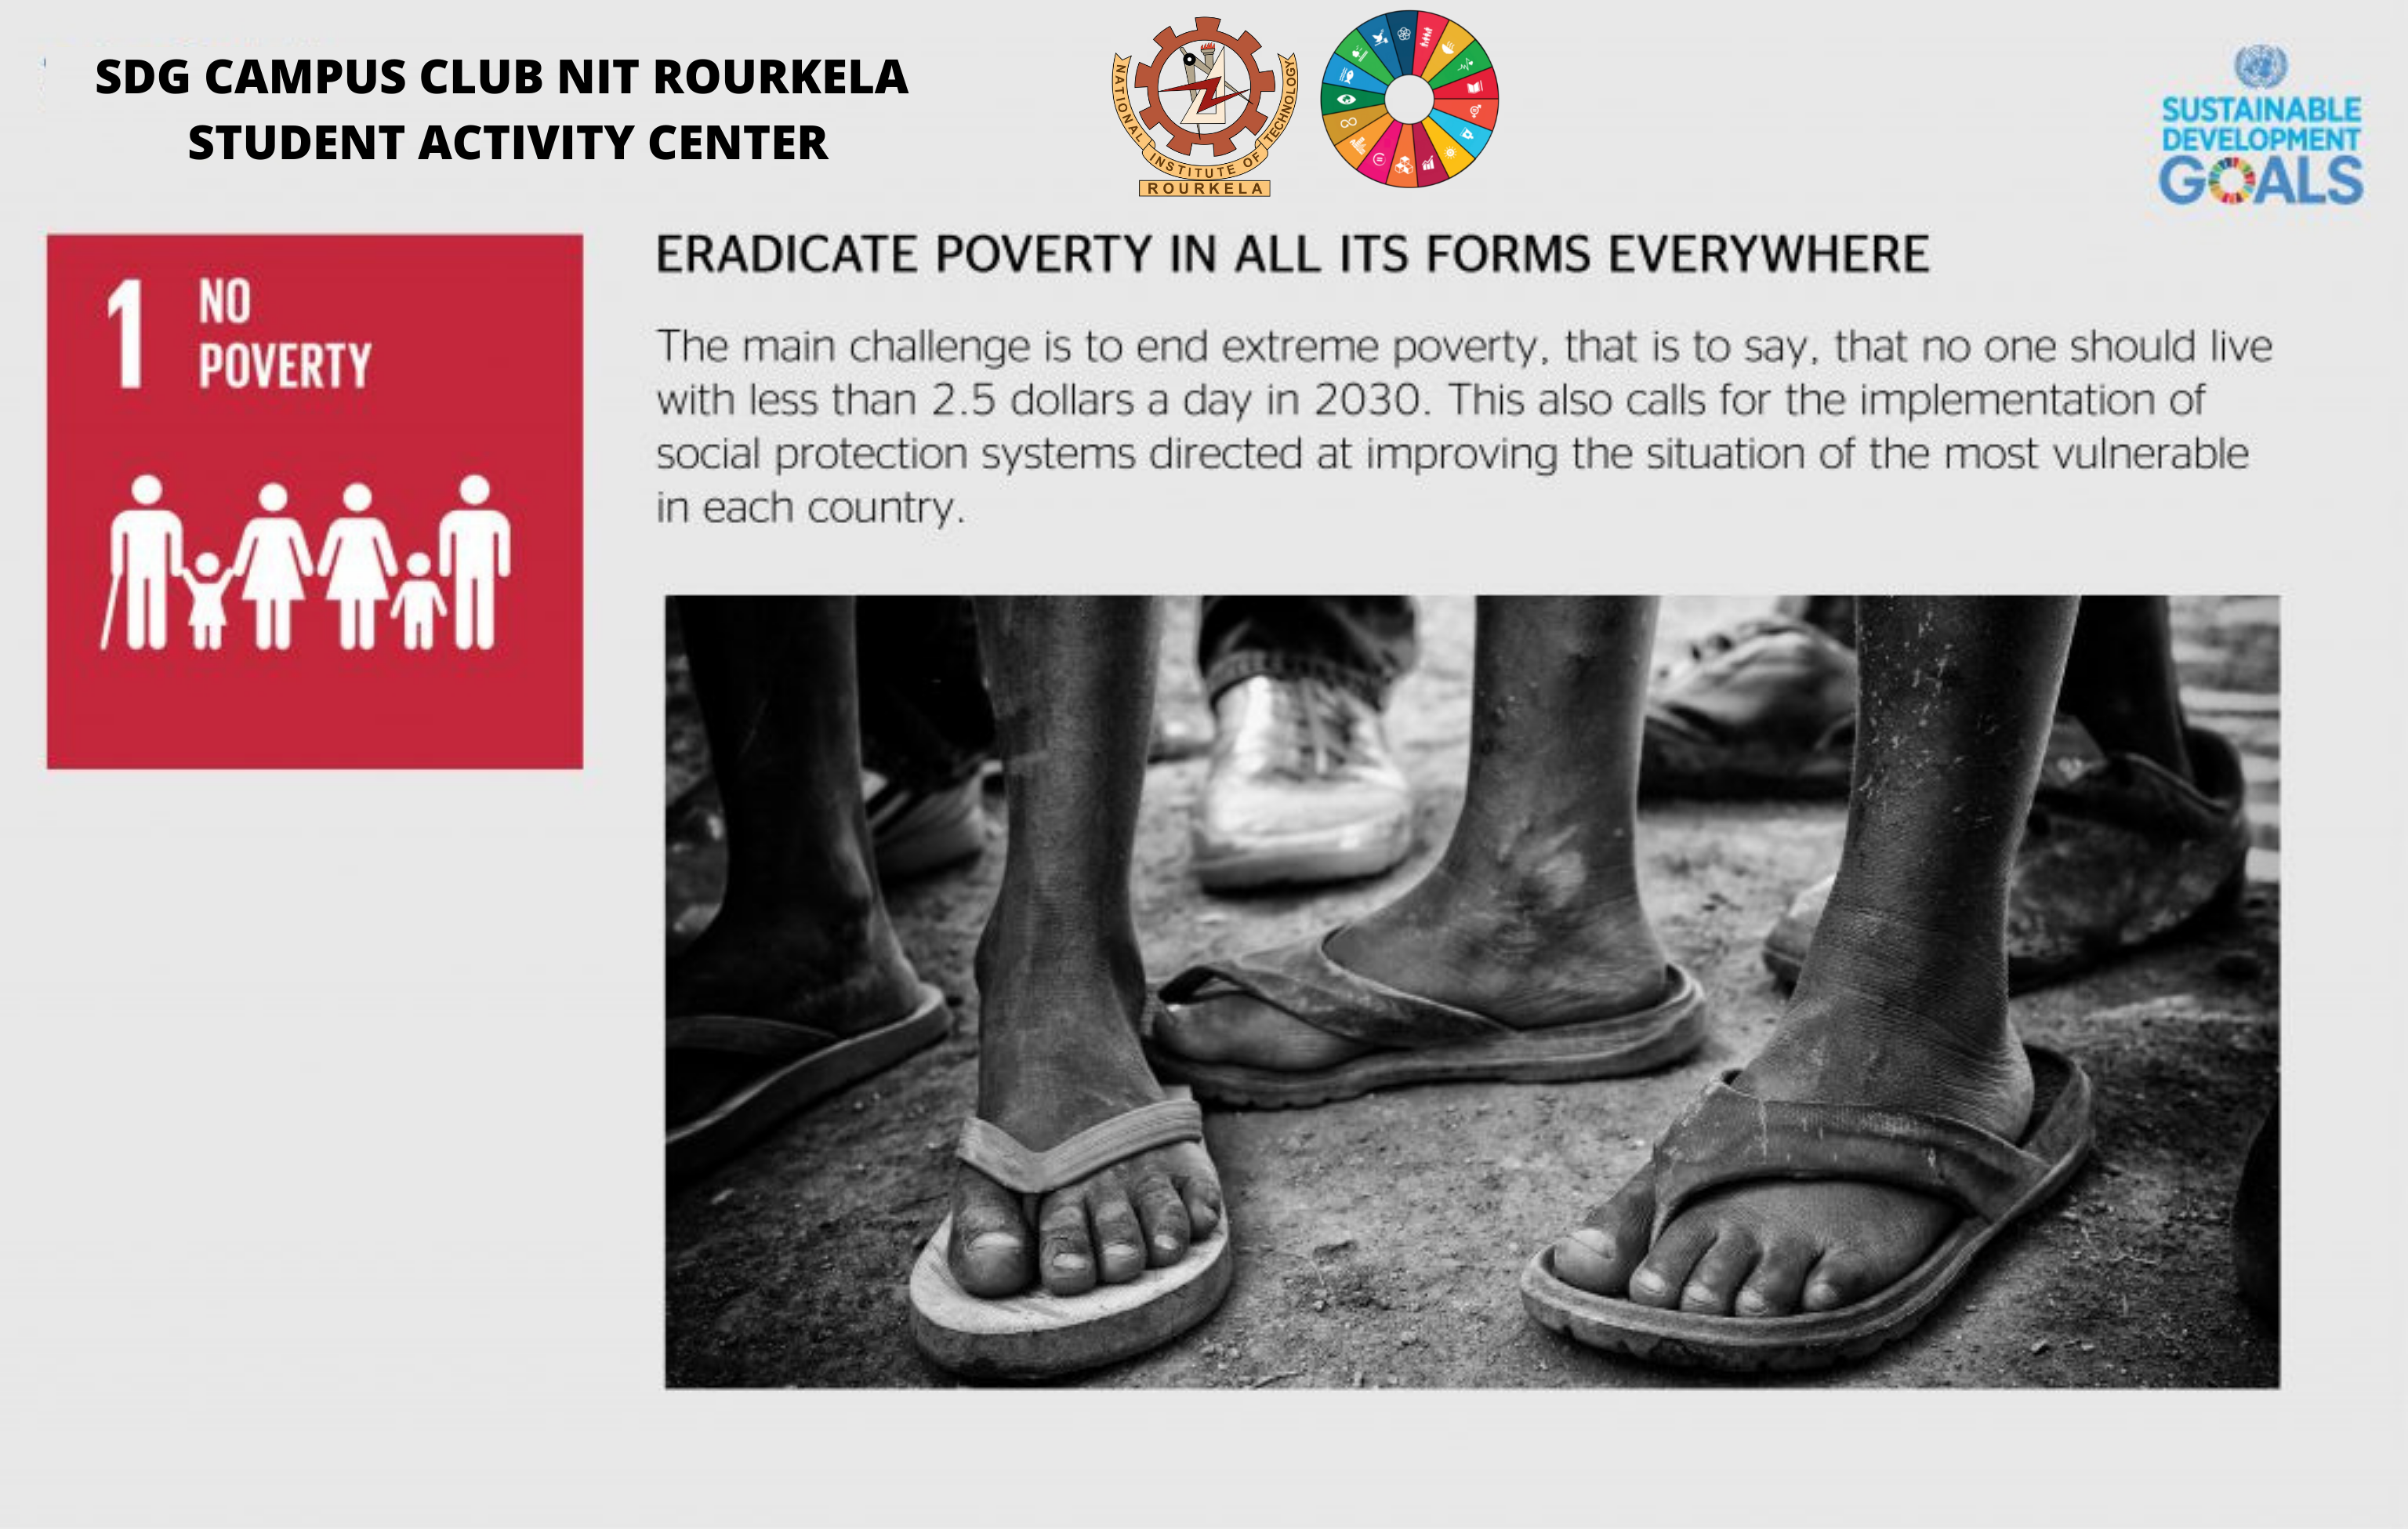 SDG CAMPUS CLUB NIT ROURKELA
STUDENT ACTIVITY CENTER
NATIONAL INSTITUTE OF TECHNOLOGY
ROURKELA
SUSTAINABLE
DEVELOPMENT
GOALS
1 NO
POVERTY
ERADICATE POVERTY IN ALL ITS FORMS EVERYWHERE
The main challenge is to end extreme poverty, that is to say, that no one should live
with less than 2.5 dollars a day in 2030. This also calls for the implementation of
social protection systems directed at improving the situation of the most vulnerable
in each country.